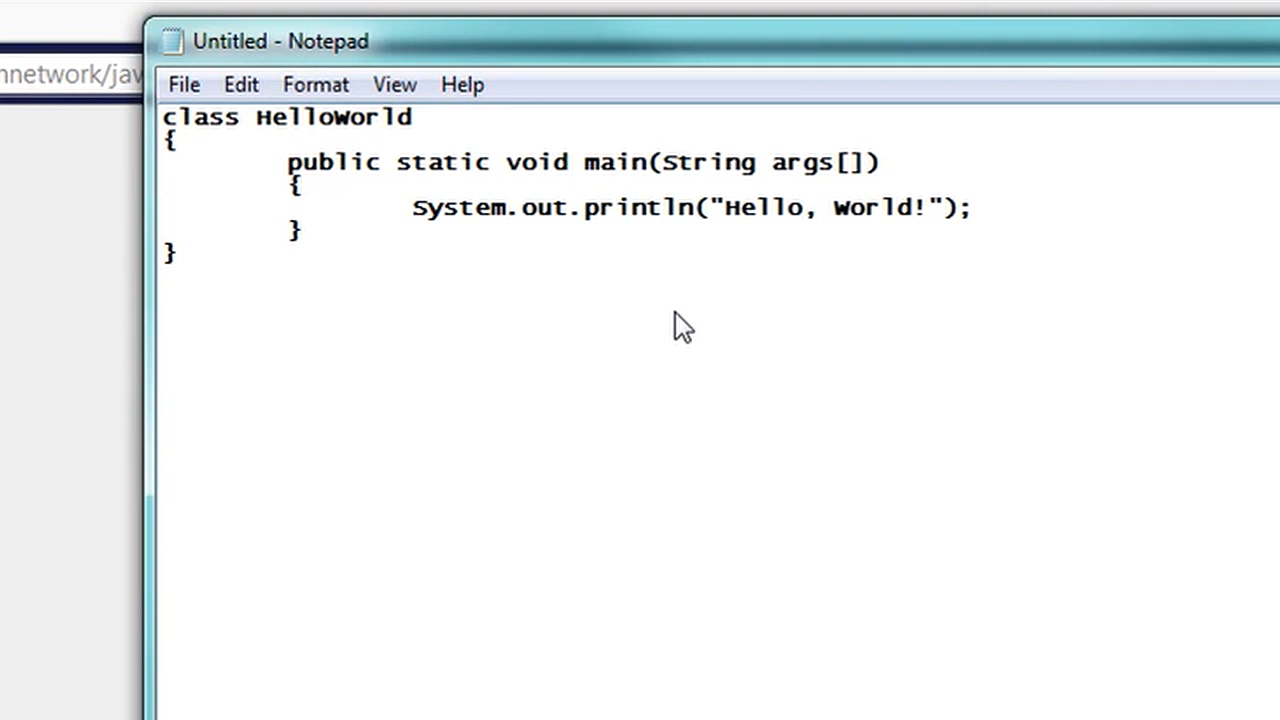 Untitled - Notepad
nnetwork/jav
File Edit Format View Help
class HelloWorld
{
        public static void main(String args[])
        {
                System.out.println("Hello, World!");
        }
}